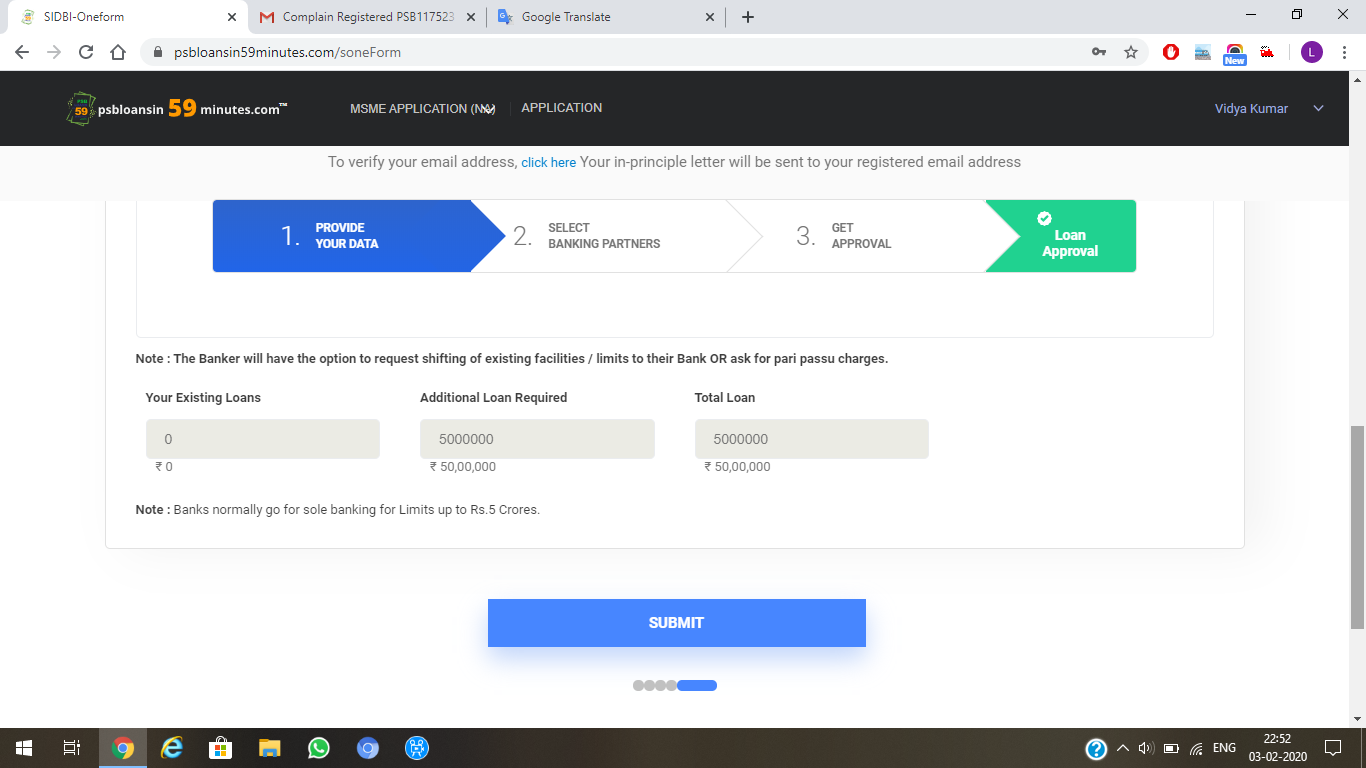 SIDBI-Oneform
Complain Registered PSB117523
Google Translate
psbloansin59minutes.com/soneForm
New
L
PSB 59 psbloansin 59 minutes.com™
MSME APPLICATION (NW)
APPLICATION
Vidya Kumar
To verify your email address, click here Your in-principle letter will be sent to your registered email address
1. PROVIDE
YOUR DATA
2. SELECT
BANKING PARTNERS
3. GET
APPROVAL
Loan
Approval
Note : The Banker will have the option to request shifting of existing facilities / limits to their Bank OR ask for pari passu charges.
Your Existing Loans
Additional Loan Required
Total Loan
0
5000000
5000000
₹ 0
₹ 50,00,000
₹ 50,00,000
Note : Banks normally go for sole banking for Limits up to Rs.5 Crores.
SUBMIT
ENG
22:52
03-02-2020